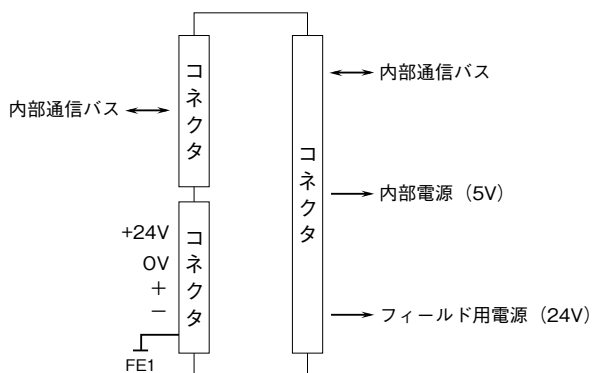 コネクタ
内部通信バス
内部通信バス
コネクタ
内部電源（5V）
+24V
0V
+
−
コネクタ
フィールド用電源（24V）
FE1